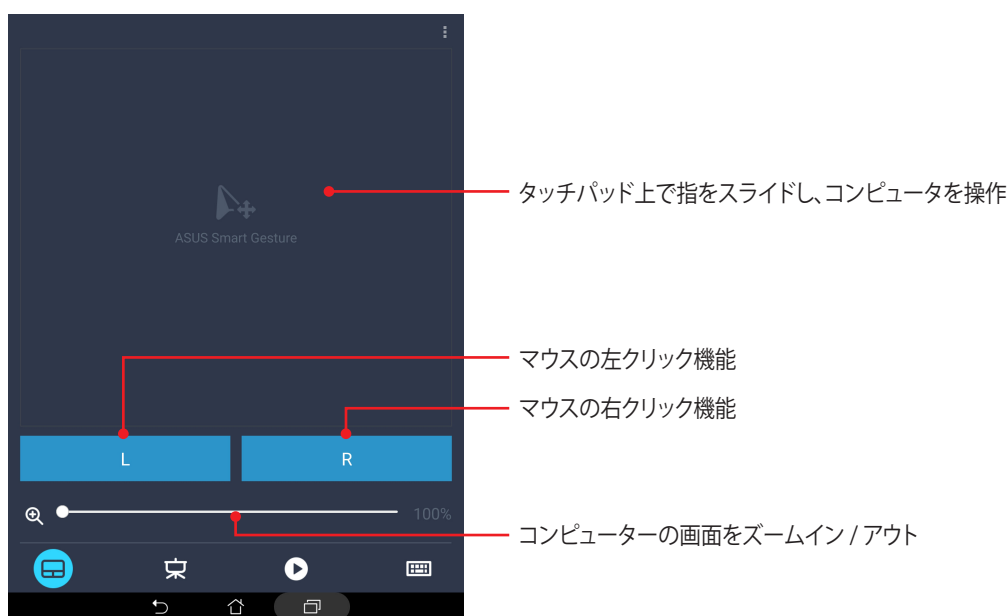 タッチパッド上で指をスライドし、コンピュータを操作
ASUS Smart Gesture
マウスの左クリック機能
マウスの右クリック機能
L
R
100%
コンピューターの画面をズームイン / アウト